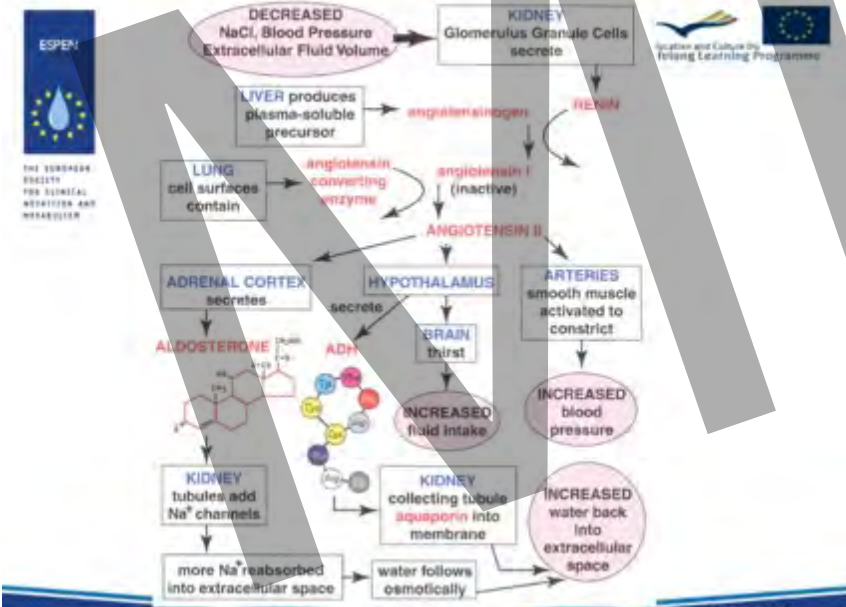 DECREASED
NaCl, Blood Pressure
Extracellular Fluid Volume
KIDNEY
Glomerulus Granule Cells
secrete
ESPEN
THE EUROPEAN
SOCIETY
FOR CLINICAL
NUTRITION AND
METABOLISM
Education and Culture
felong Learning Programme
LIVER produces
plasma-soluble
precursor
angiotensinogen
RENIN
LUNG
cell surfaces
contain
angiotensin
converting
enzyme
angiotensin I
(inactive)
ANGIOTENSIN II
ADRENAL CORTEX
secretes
HYPOTHALAMUS
ARTERIES
smooth muscle
activated to
constrict
secrete
BRAIN
thirst
ALDOSTERONE
ADH
INCREASED
fluid intake
INCREASED
blood
pressure
KIDNEY
tubules add
Na⁺ channels
KIDNEY
collecting tubule
aquaporin into
membrane
INCREASED
water back
into
extracellular
space
more Na⁺ reabsorbed
into extracellular space
water follows
osmotically